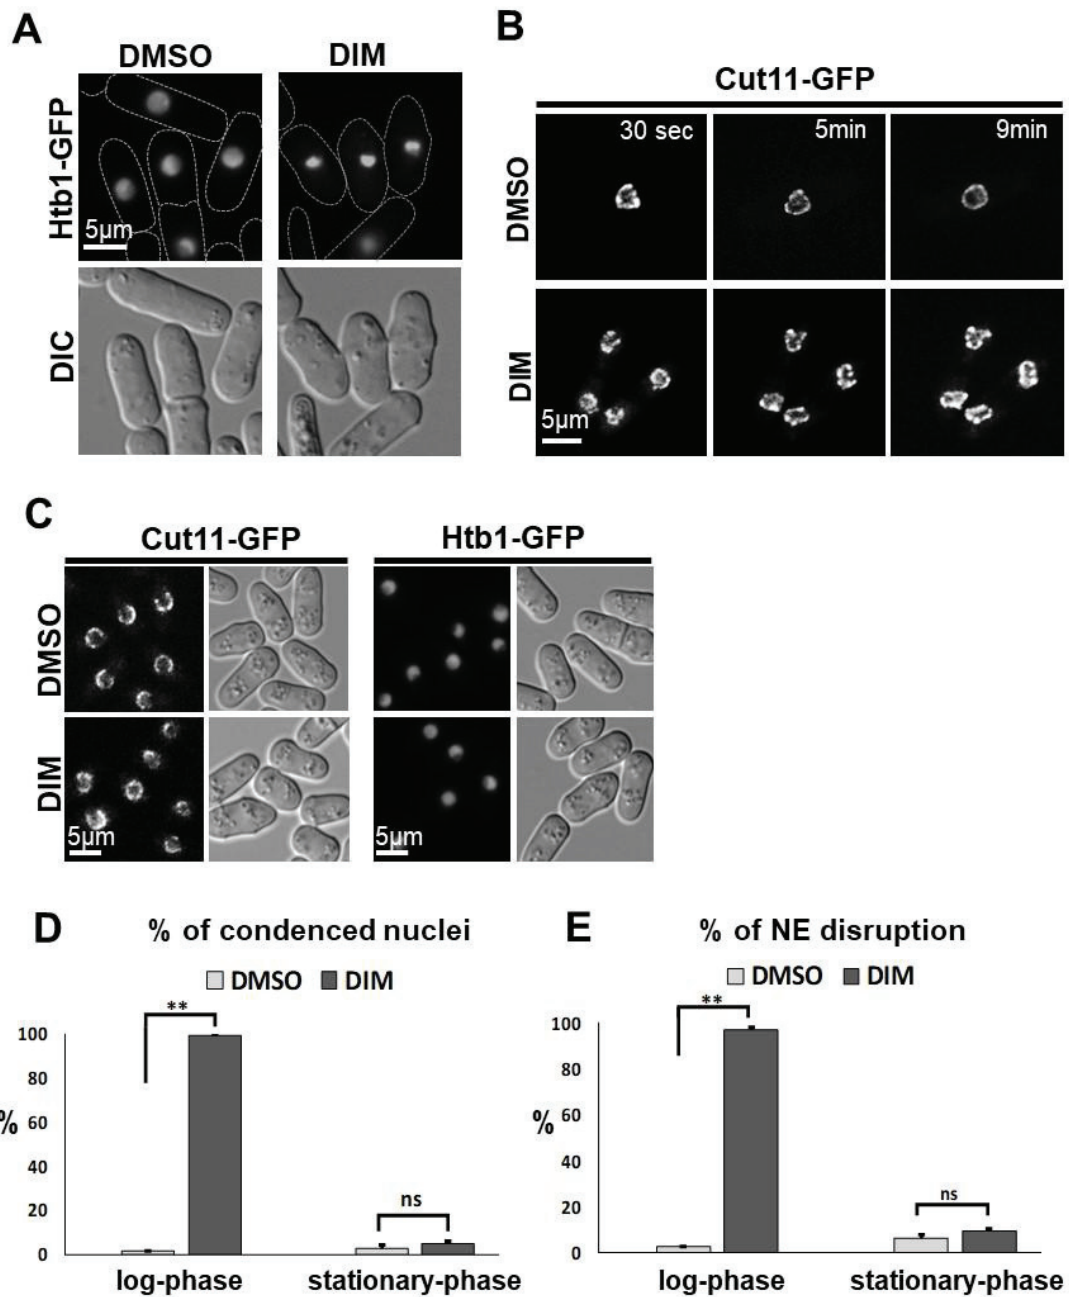 A
DMSO
DIM
Htb1-GFP
5µm
DIC
B
Cut11-GFP
30 sec
5min
9min
DMSO
DIM
5µm
C
Cut11-GFP
Htb1-GFP
DMSO
DIM
5µm
5µm
D
% of condenced nuclei
DMSO
DIM
**
100
80
%
60
40
20
0
ns
log-phase
stationary-phase
E
% of NE disruption
DMSO
DIM
**
100
80
60
%
40
20
0
ns
log-phase
stationary-phase